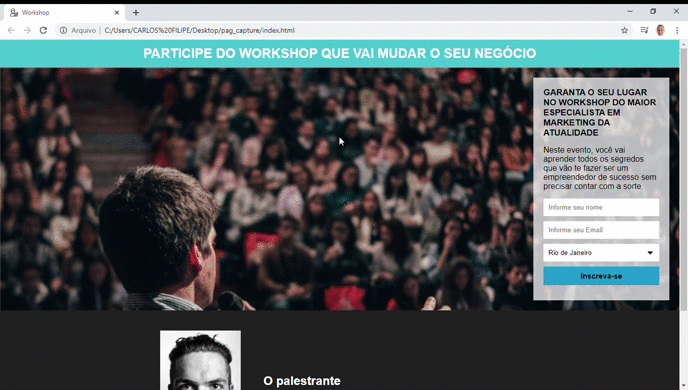 Workshop
Arquivo
C:/Users/CARLOS%20FILIPE/Desktop/pag_capture/index.html
PARTICIPE DO WORKSHOP QUE VAI MUDAR O SEU NEGÓCIO
GARANTA O SEU LUGAR
NO WORKSHOP DO MAIOR
ESPECIALISTA EM
MARKETING DA
ATUALIDADE
Neste evento, você vai
aprender todos os segredos
que vão te fazer ser um
empreendedor de sucesso sem
precisar contar com a sorte
Informe seu nome
Informe seu Email
Rio de Janeiro
Inscreva-se
O palestrante